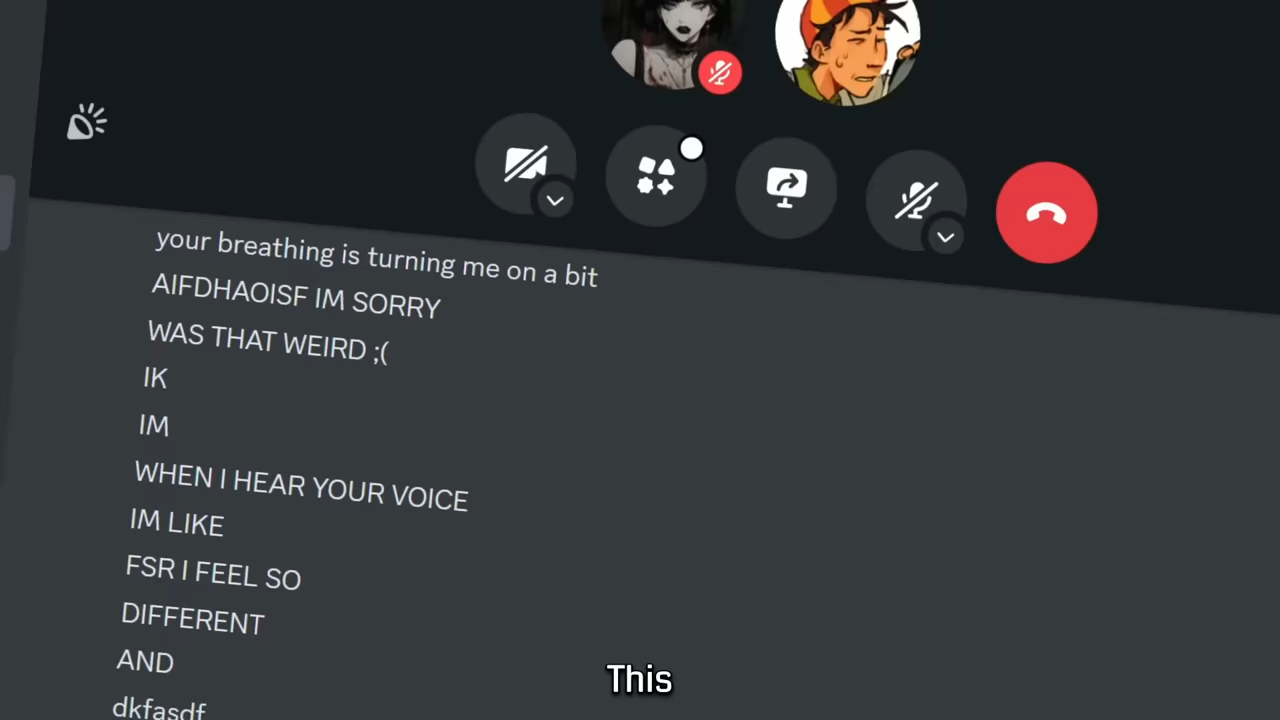 your breathing is turning me on a bit
AIFDHAOISF IM SORRY
WAS THAT WEIRD ;(
IK
IM
WHEN I HEAR YOUR VOICE
IM LIKE
FSR I FEEL SO
DIFFERENT
AND
dkfasdf
This